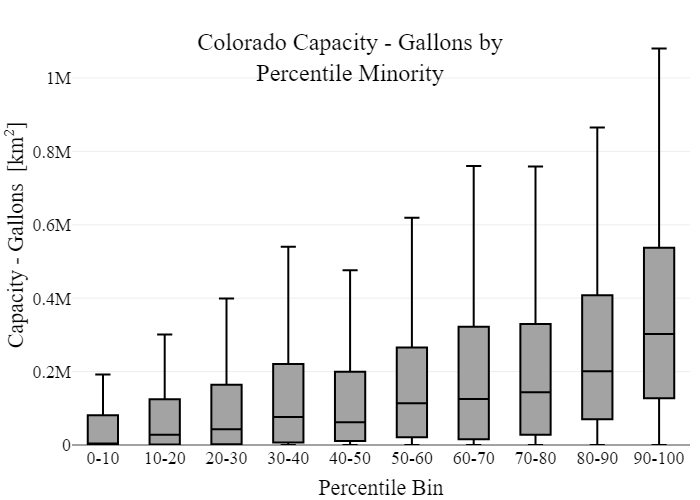 Colorado Capacity - Gallons by
Percentile Minority
Capacity - Gallons [km²]
1M
0.8M
0.6M
0.4M
0.2M
0
0-10 10-20 20-30 30-40 40-50 50-60 60-70 70-80 80-90 90-100
Percentile Bin